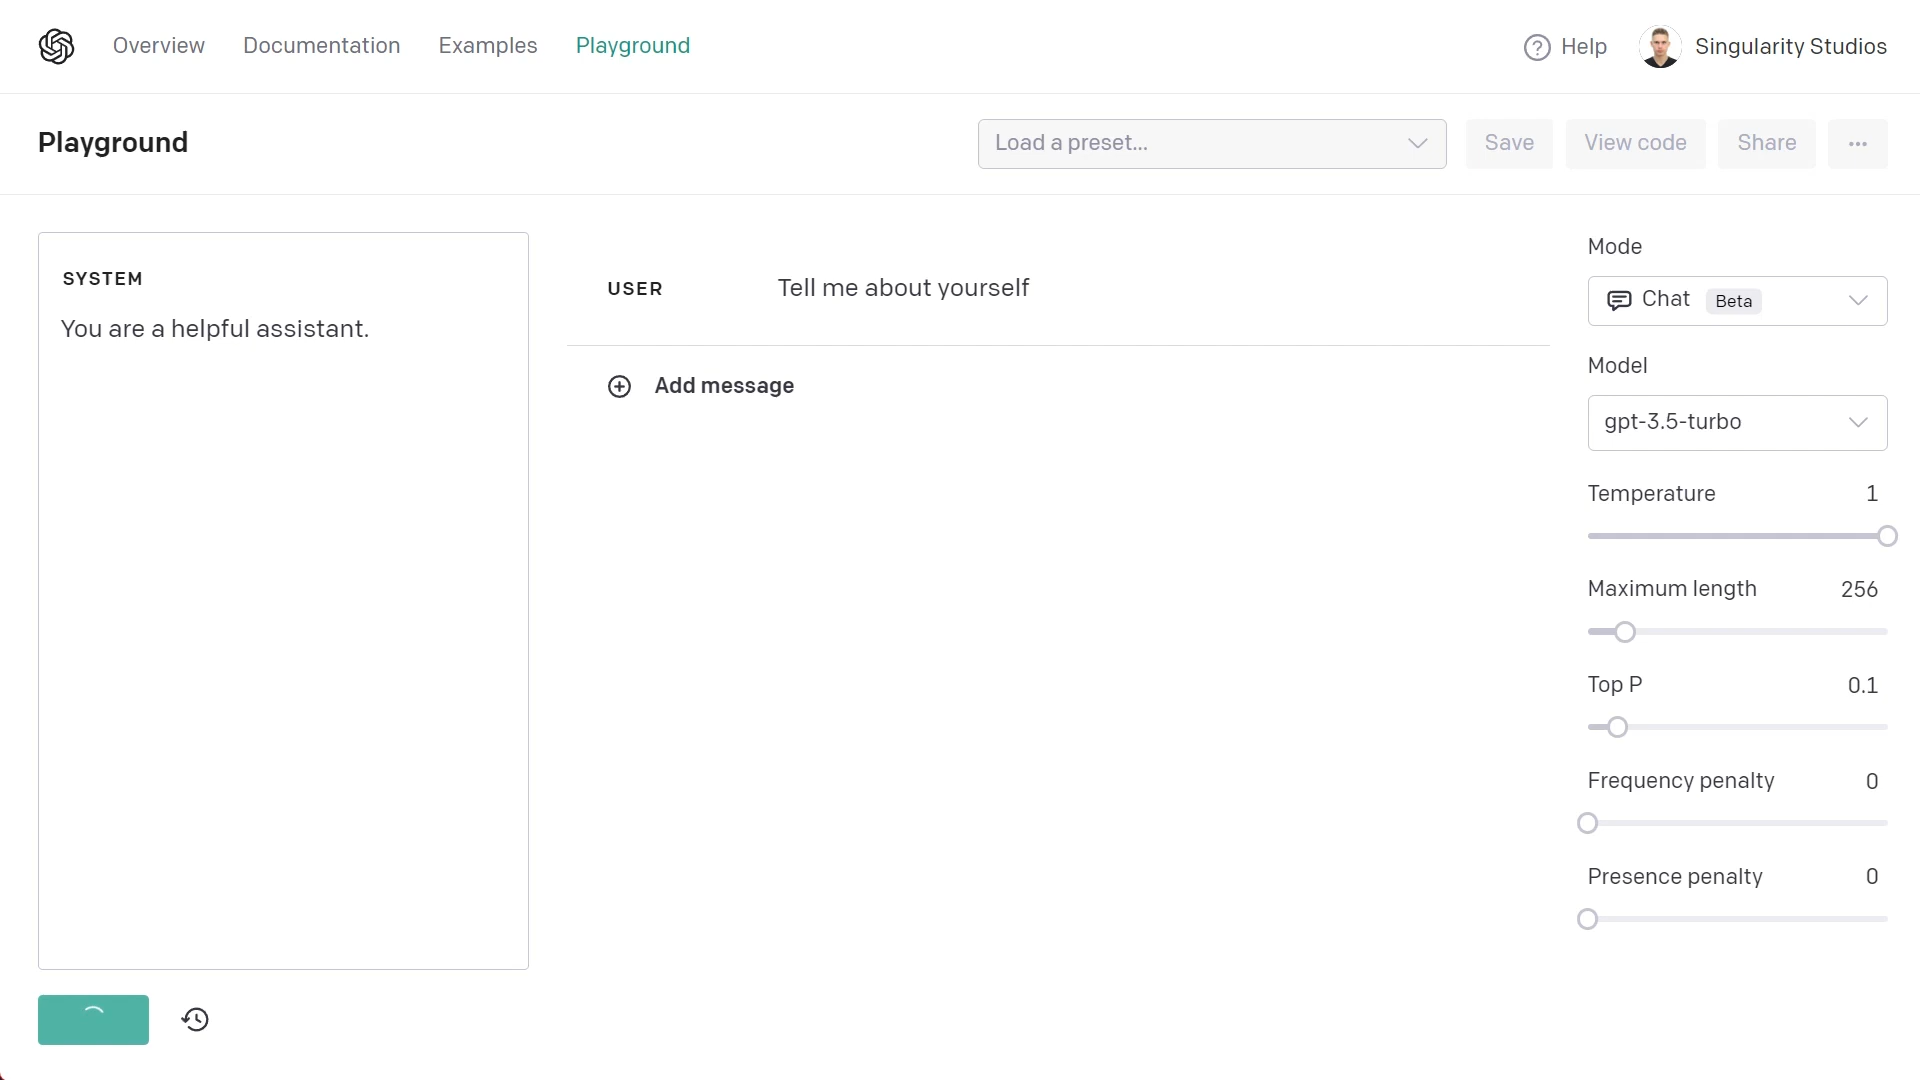 Overview Documentation Examples Playground Help Singularity Studios
Playground Load a preset... Save View code Share ...
SYSTEM
You are a helpful assistant.
USER Tell me about yourself
Add message
Mode
Chat Beta
Model
gpt-3.5-turbo
Temperature 1
Maximum length 256
Top P 0.1
Frequency penalty 0
Presence penalty 0